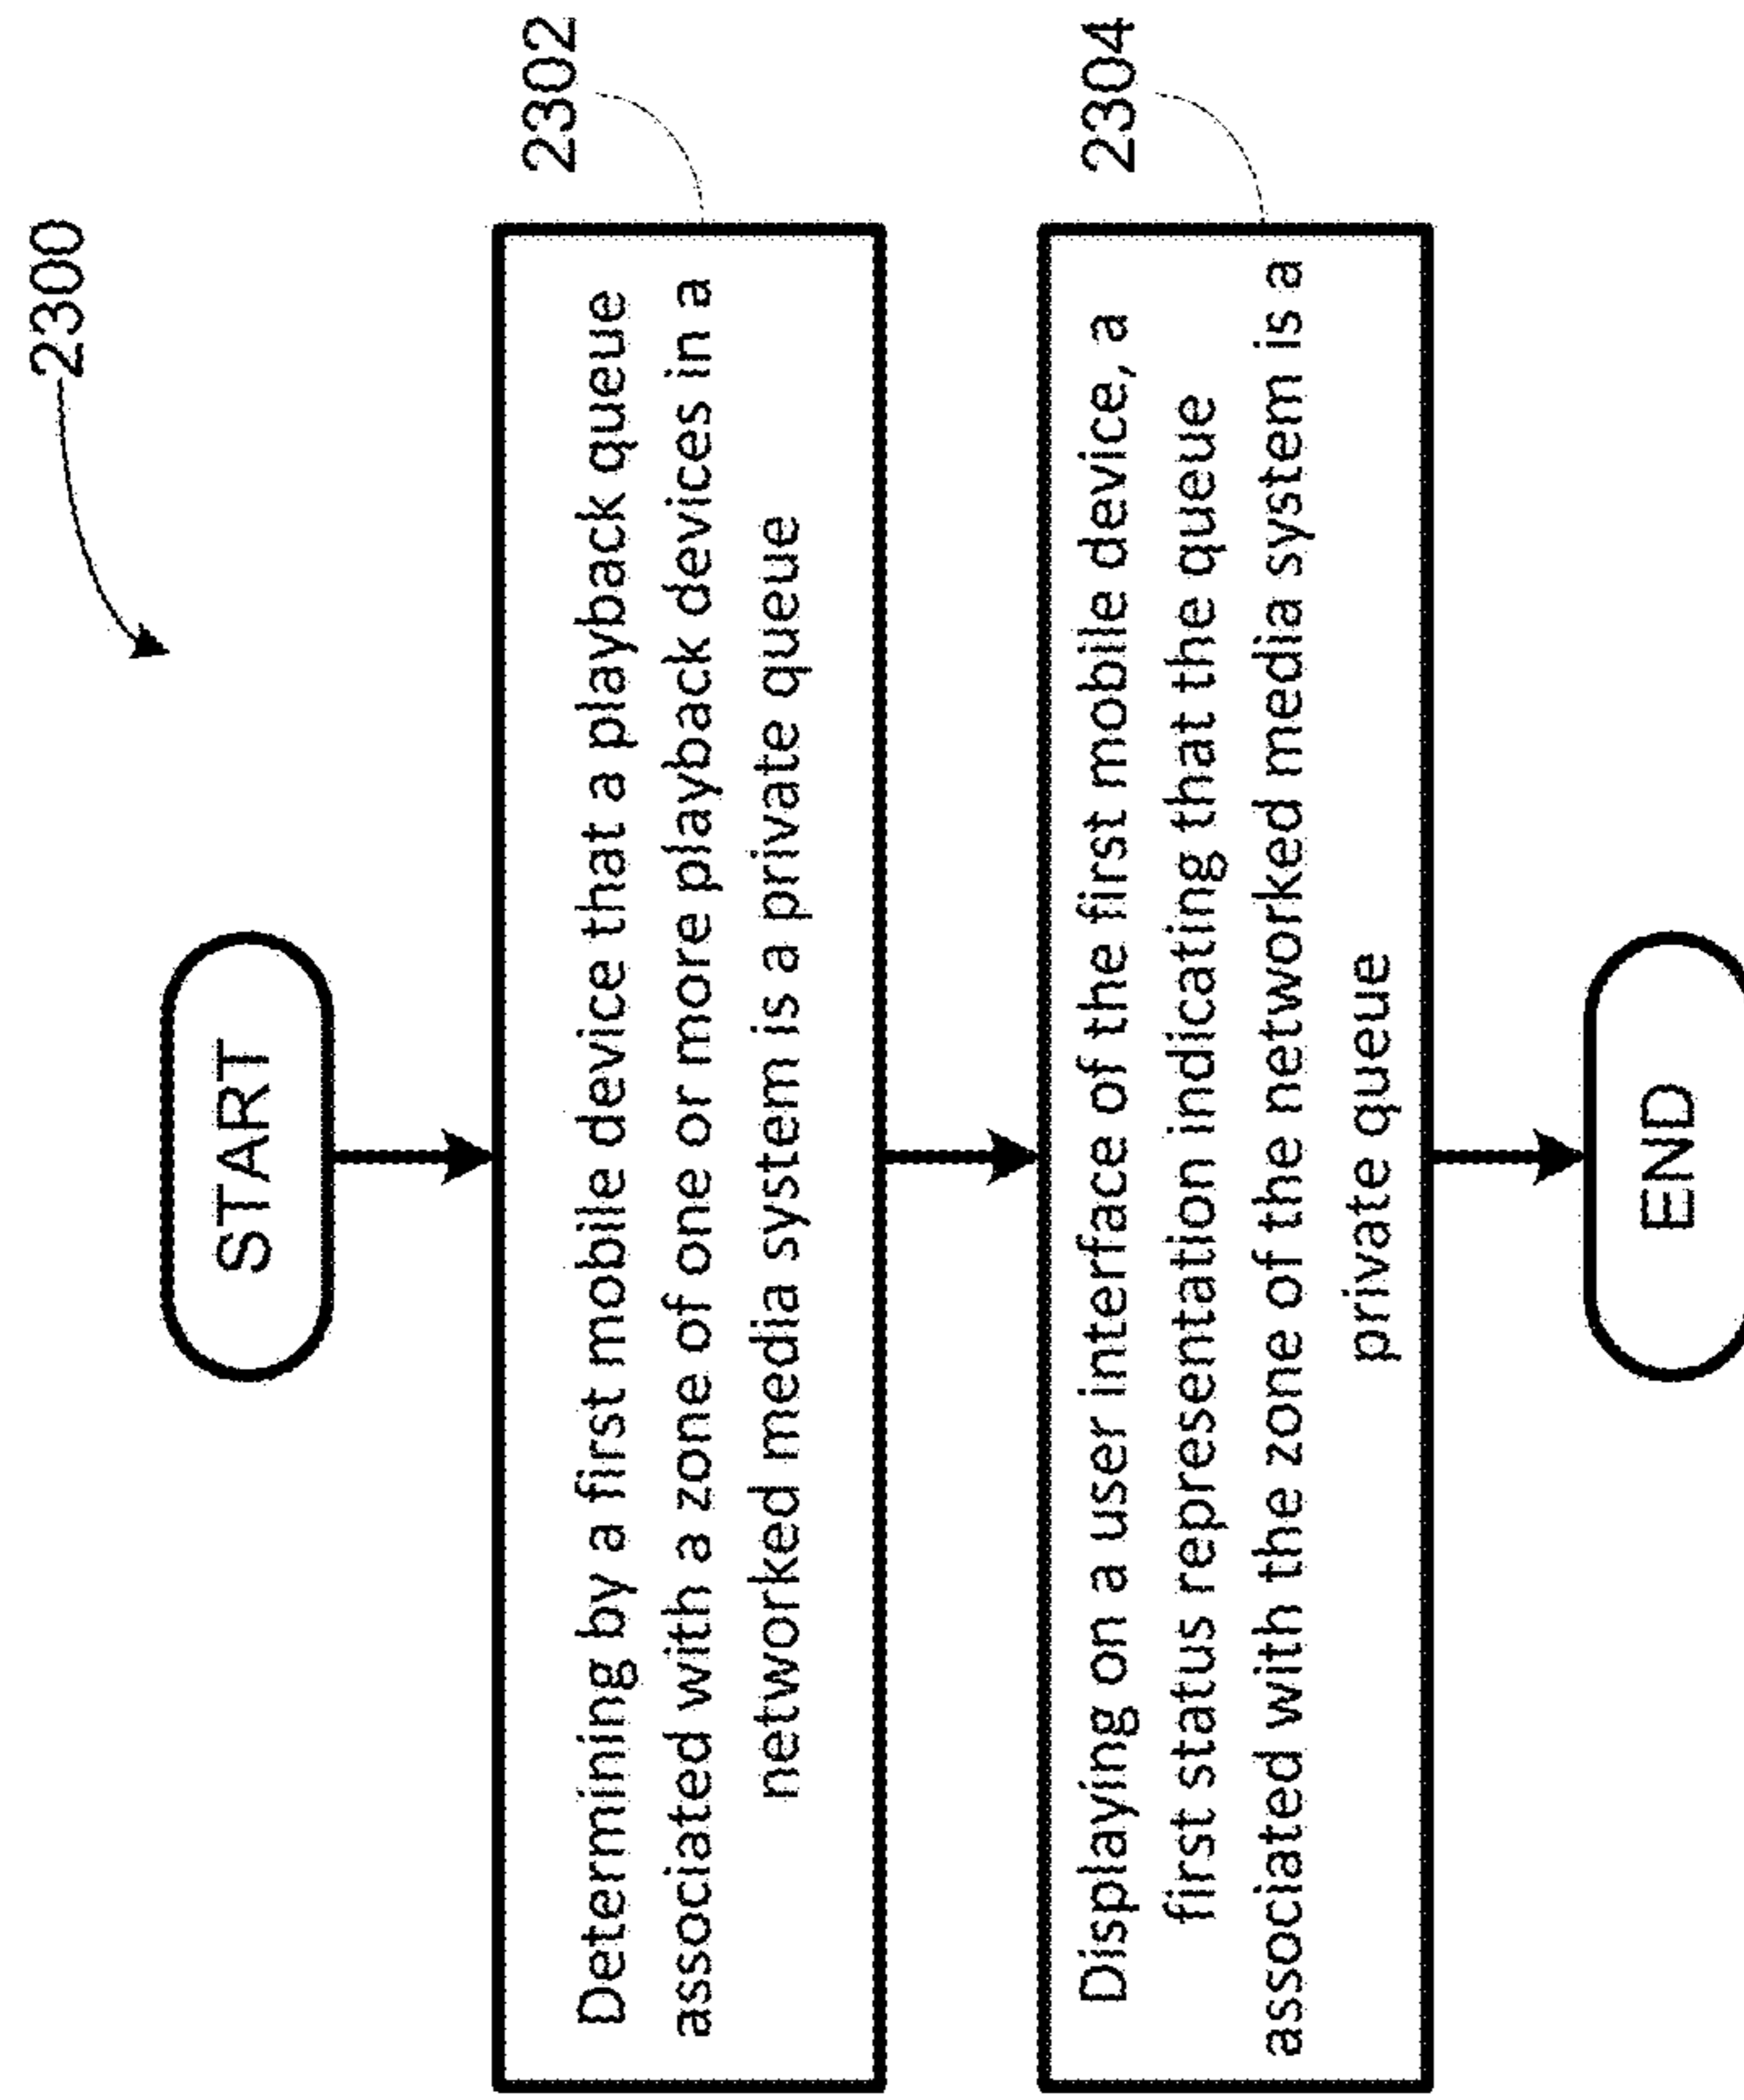 2300
START
2302
Determining by a first mobile device that a playback queue
associated with a zone of one or more playback devices in a
networked media system is a private queue
2304
Displaying on a user interface of the first mobile device, a
first status representation indicating that the queue
associated with the zone of the networked media system is a
private queue
END